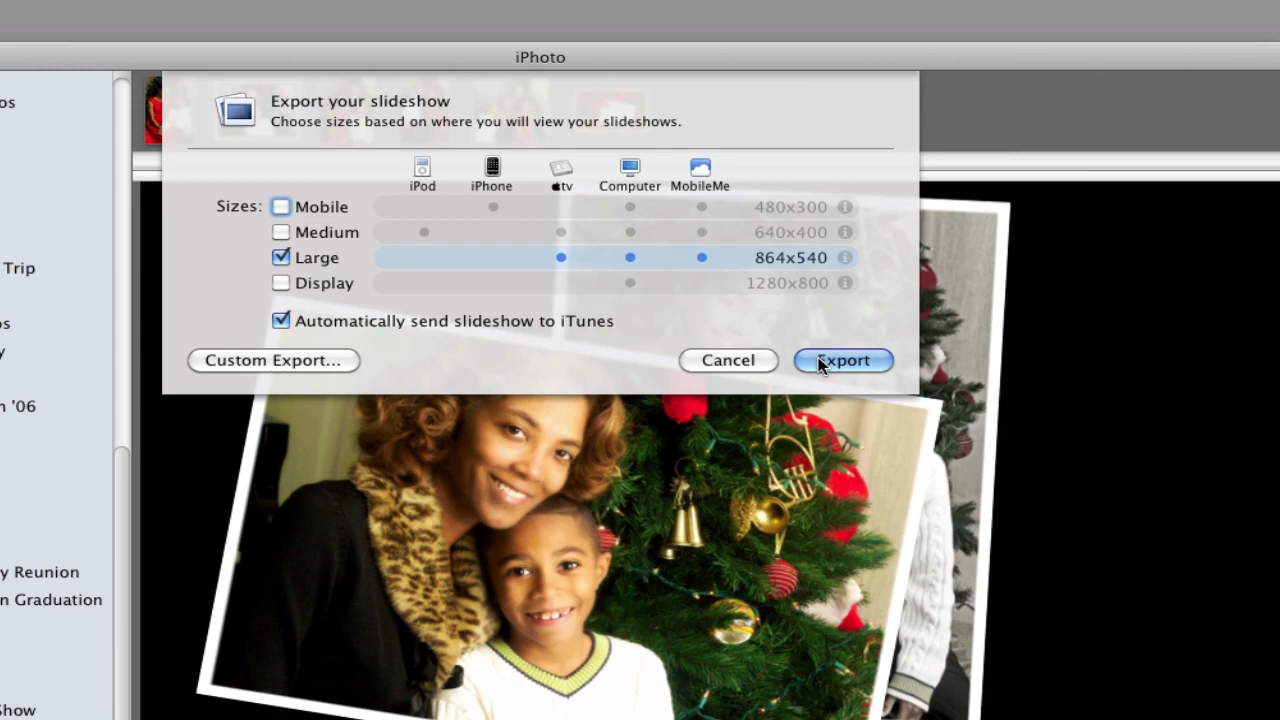 iPhoto
os
Export your slideshow
Choose sizes based on where you will view your slideshows.
iPod iPhone tv Computer MobileMe
Sizes: Mobile 480x300
Medium 640x400
Large 864x540
Trip
Display 1280x800
Automatically send slideshow to iTunes
os
y
Custom Export... Cancel Export
n '06
y Reunion
n Graduation
Show